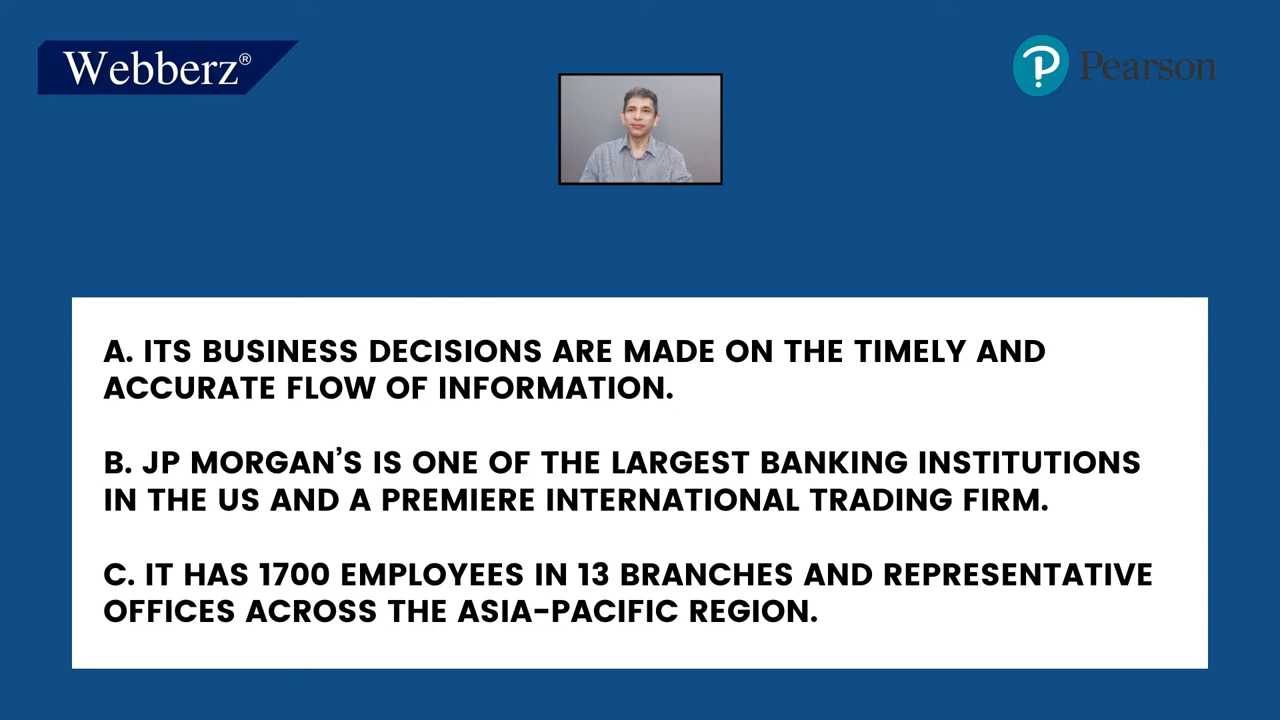 Webberz®
Pearson
A. ITS BUSINESS DECISIONS ARE MADE ON THE TIMELY AND
ACCURATE FLOW OF INFORMATION.
B. JP MORGAN’S IS ONE OF THE LARGEST BANKING INSTITUTIONS
IN THE US AND A PREMIERE INTERNATIONAL TRADING FIRM.
C. IT HAS 1700 EMPLOYEES IN 13 BRANCHES AND REPRESENTATIVE
OFFICES ACROSS THE ASIA-PACIFIC REGION.